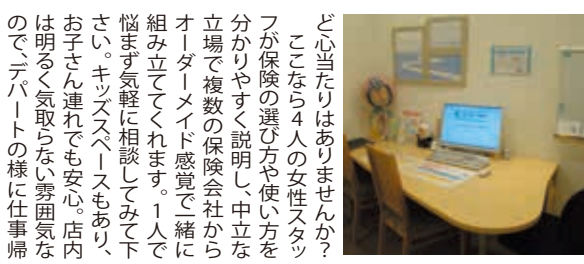 ど心当たりはありませんか?
ここなら4人の女性スタッ
フが保険の選び方や使い方を
分かりやすく説明し、中立な
立場で複数の保険会社から
オーダーメイド感覚で一緒に
組み立ててくれます。1人で
悩まず気軽に相談してみて下
さい。キッズスペースもあり、
お子さん連れでも安心。店内
は明るく気取らない雰囲気な
ので、デパートの様に仕事帰